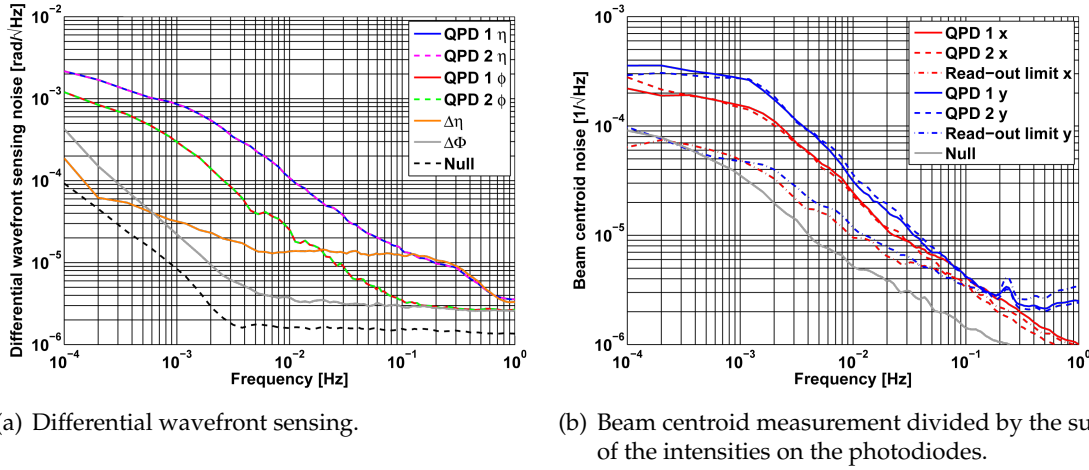 Differential wavefront sensing noise [rad/√Hz]
10⁻²
10⁻³
10⁻⁴
10⁻⁵
10⁻⁶
10⁻⁴
10⁻³
10⁻²
10⁻¹
10⁰
Frequency [Hz]
QPD 1 η
QPD 2 η
QPD 1 ϕ
QPD 2 ϕ
Δη
ΔΦ
Null
Beam centroid noise [1/√Hz]
10⁻³
10⁻⁴
10⁻⁵
10⁻⁶
10⁻⁴
10⁻³
10⁻²
10⁻¹
10⁰
Frequency [Hz]
QPD 1 x
QPD 2 x
Read−out limit x
QPD 1 y
QPD 2 y
Read−out limit y
Null
a) Differential wavefront sensing.
(b) Beam centroid measurement divided by the su
of the intensities on the photodiodes.